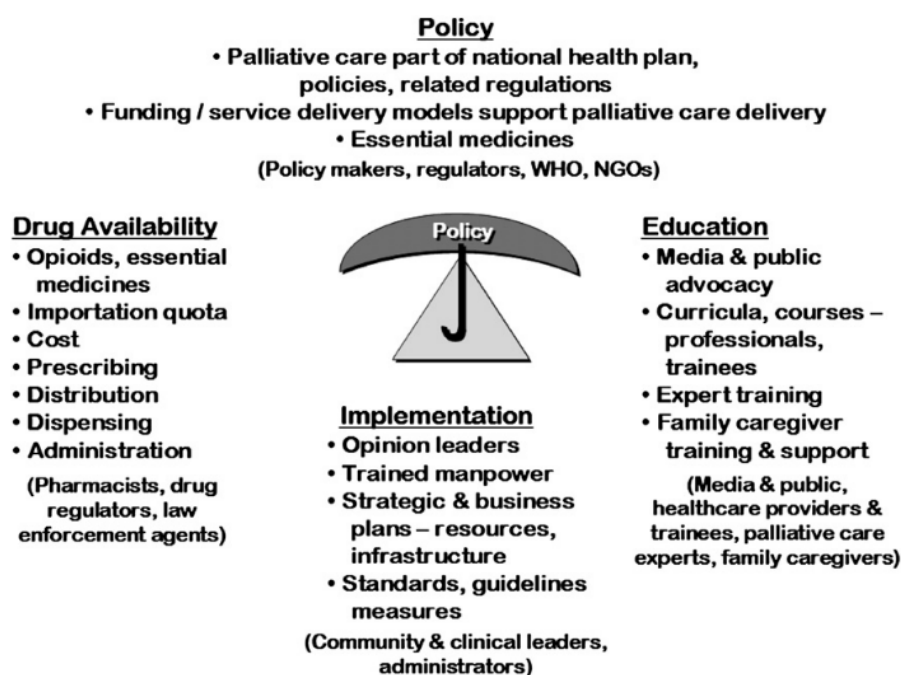 Policy
• Palliative care part of national health plan,
policies, related regulations
• Funding / service delivery models support palliative care delivery
• Essential medicines
(Policy makers, regulators, WHO, NGOs)
Drug Availability
• Opioids, essential
medicines
• Importation quota
• Cost
• Prescribing
• Distribution
• Dispensing
• Administration
(Pharmacists, drug
regulators, law
enforcement agents)
Policy
Implementation
• Opinion leaders
• Trained manpower
• Strategic & business
plans – resources,
infrastructure
• Standards, guidelines
measures
(Community & clinical leaders,
administrators)
Education
• Media & public
advocacy
• Curricula, courses –
professionals,
trainees
• Expert training
• Family caregiver
training & support
(Media & public,
healthcare providers &
trainees, palliative care
experts, family caregivers)